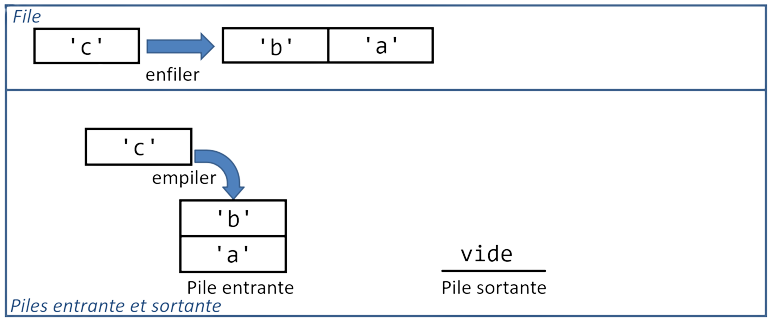 File
'c'
enfiler
'b' 'a'
'c'
empiler
'b'
'a'
Pile entrante
vide
Pile sortante
Piles entrante et sortante